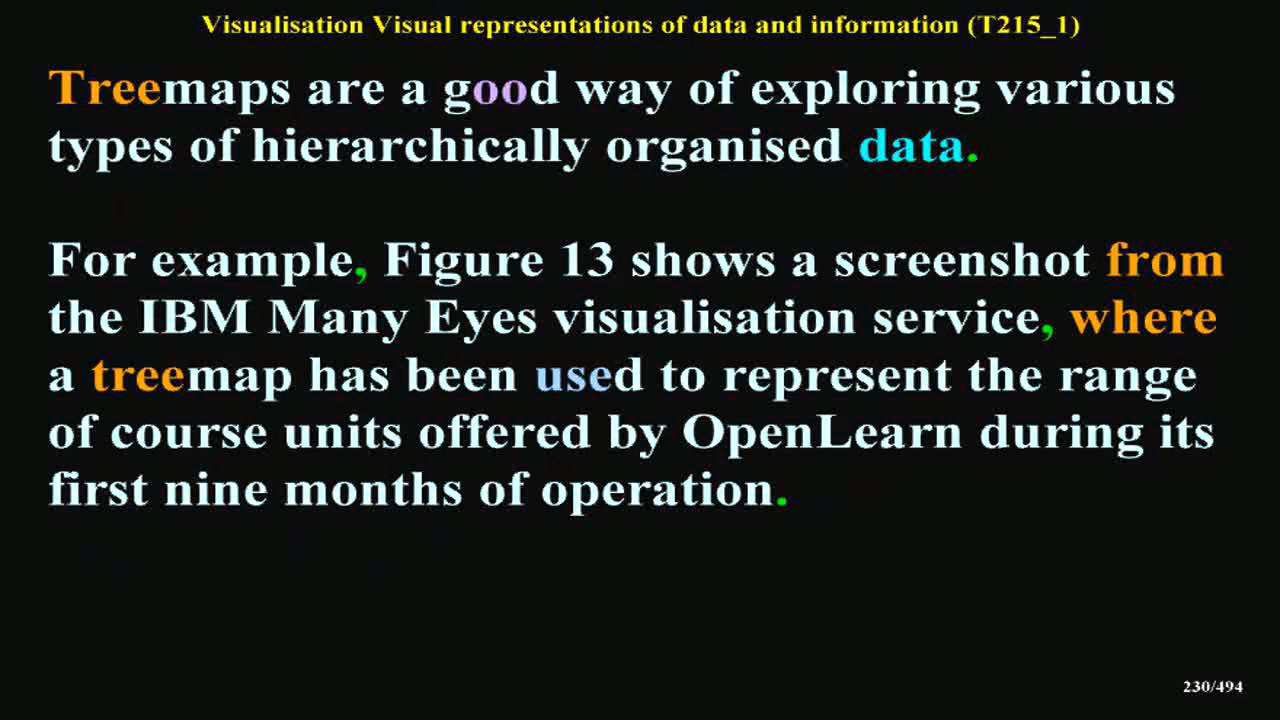 Visualisation Visual representations of data and information (T215_1)
Treemaps are a good way of exploring various
types of hierarchically organised data.
For example, Figure 13 shows a screenshot from
the IBM Many Eyes visualisation service, where
a treemap has been used to represent the range
of course units offered by OpenLearn during its
first nine months of operation.
230/494